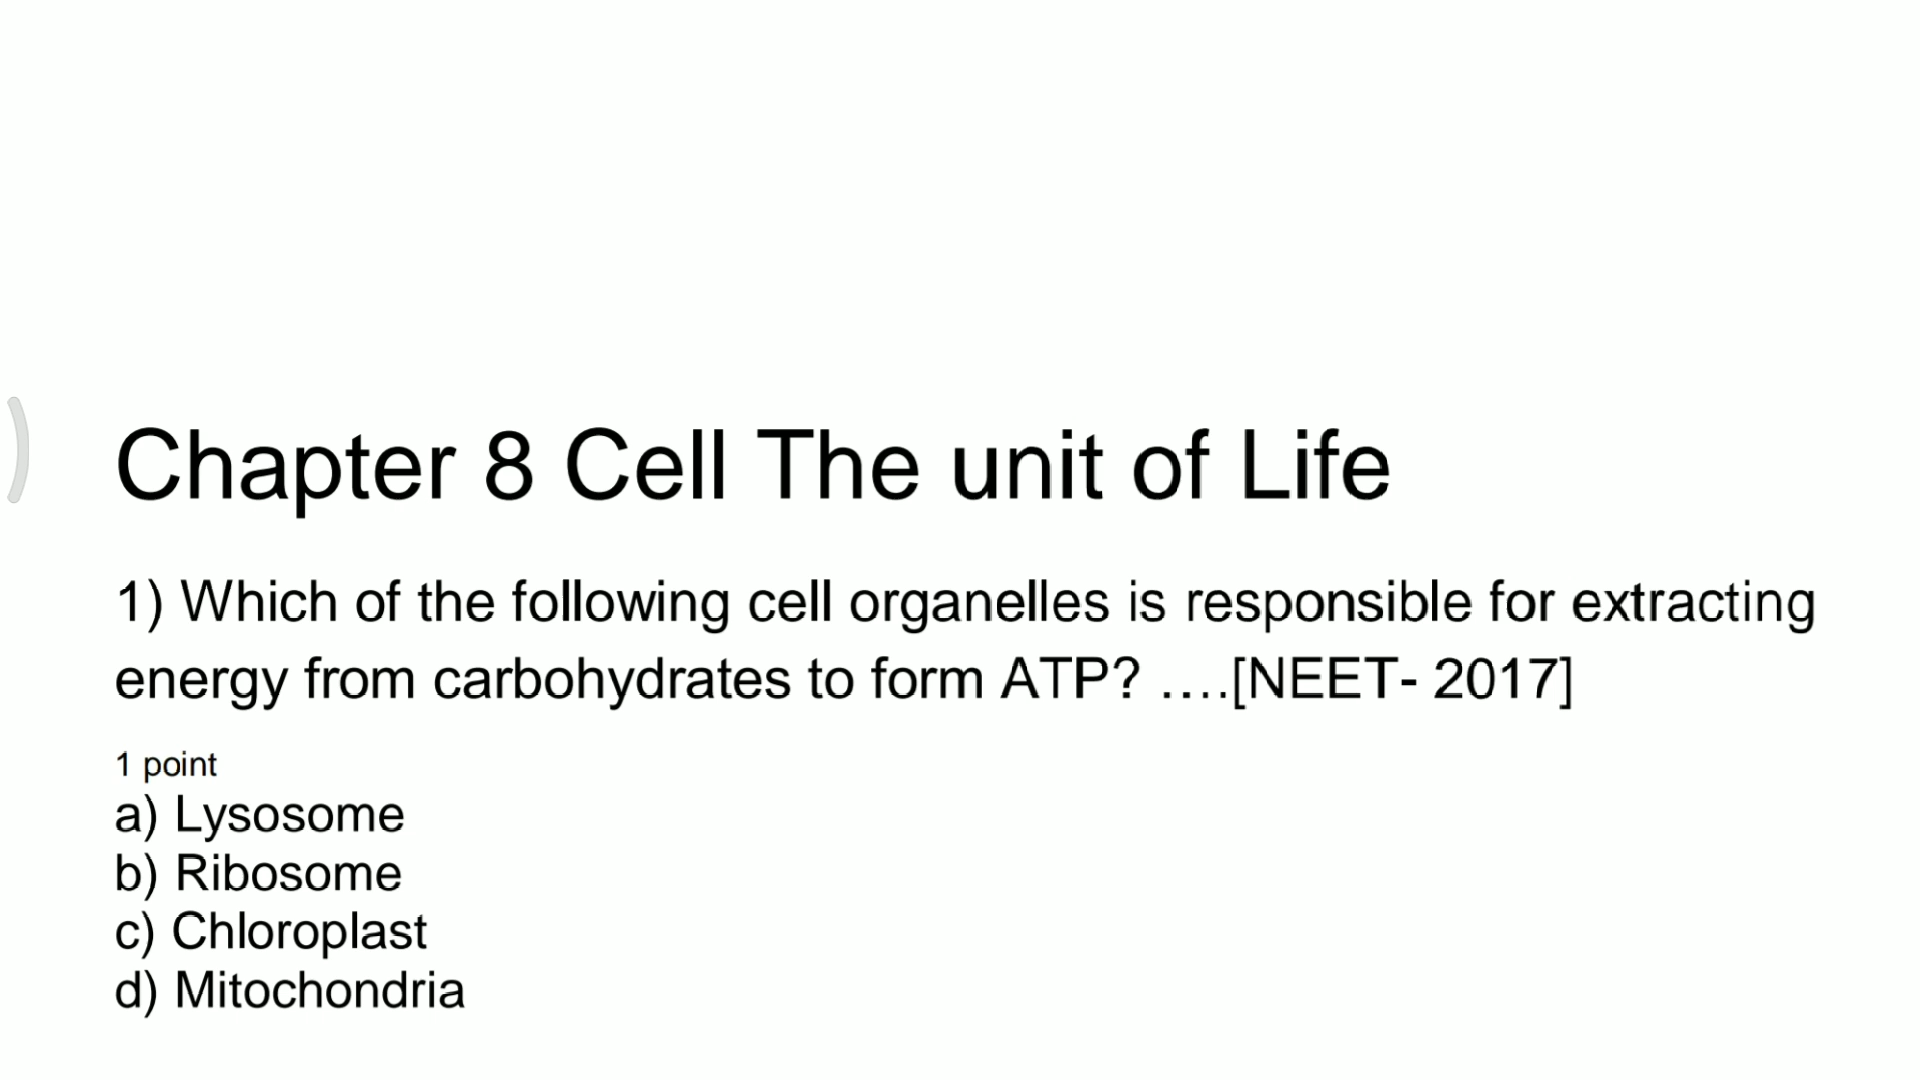 Chapter 8 Cell The unit of Life
1) Which of the following cell organelles is responsible for extracting
energy from carbohydrates to form ATP? ....[NEET- 2017]
1 point
a) Lysosome
b) Ribosome
c) Chloroplast
d) Mitochondria